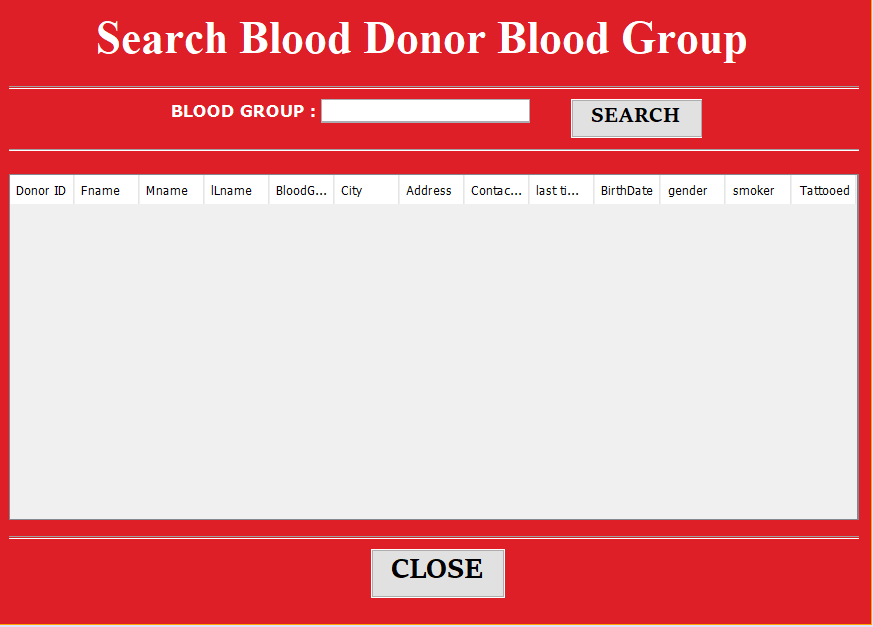 Search Blood Donor Blood Group
BLOOD GROUP : SEARCH
Donor ID Fname Mname lLname BloodG... City Address Contac... last ti... BirthDate gender smoker Tattooed
CLOSE